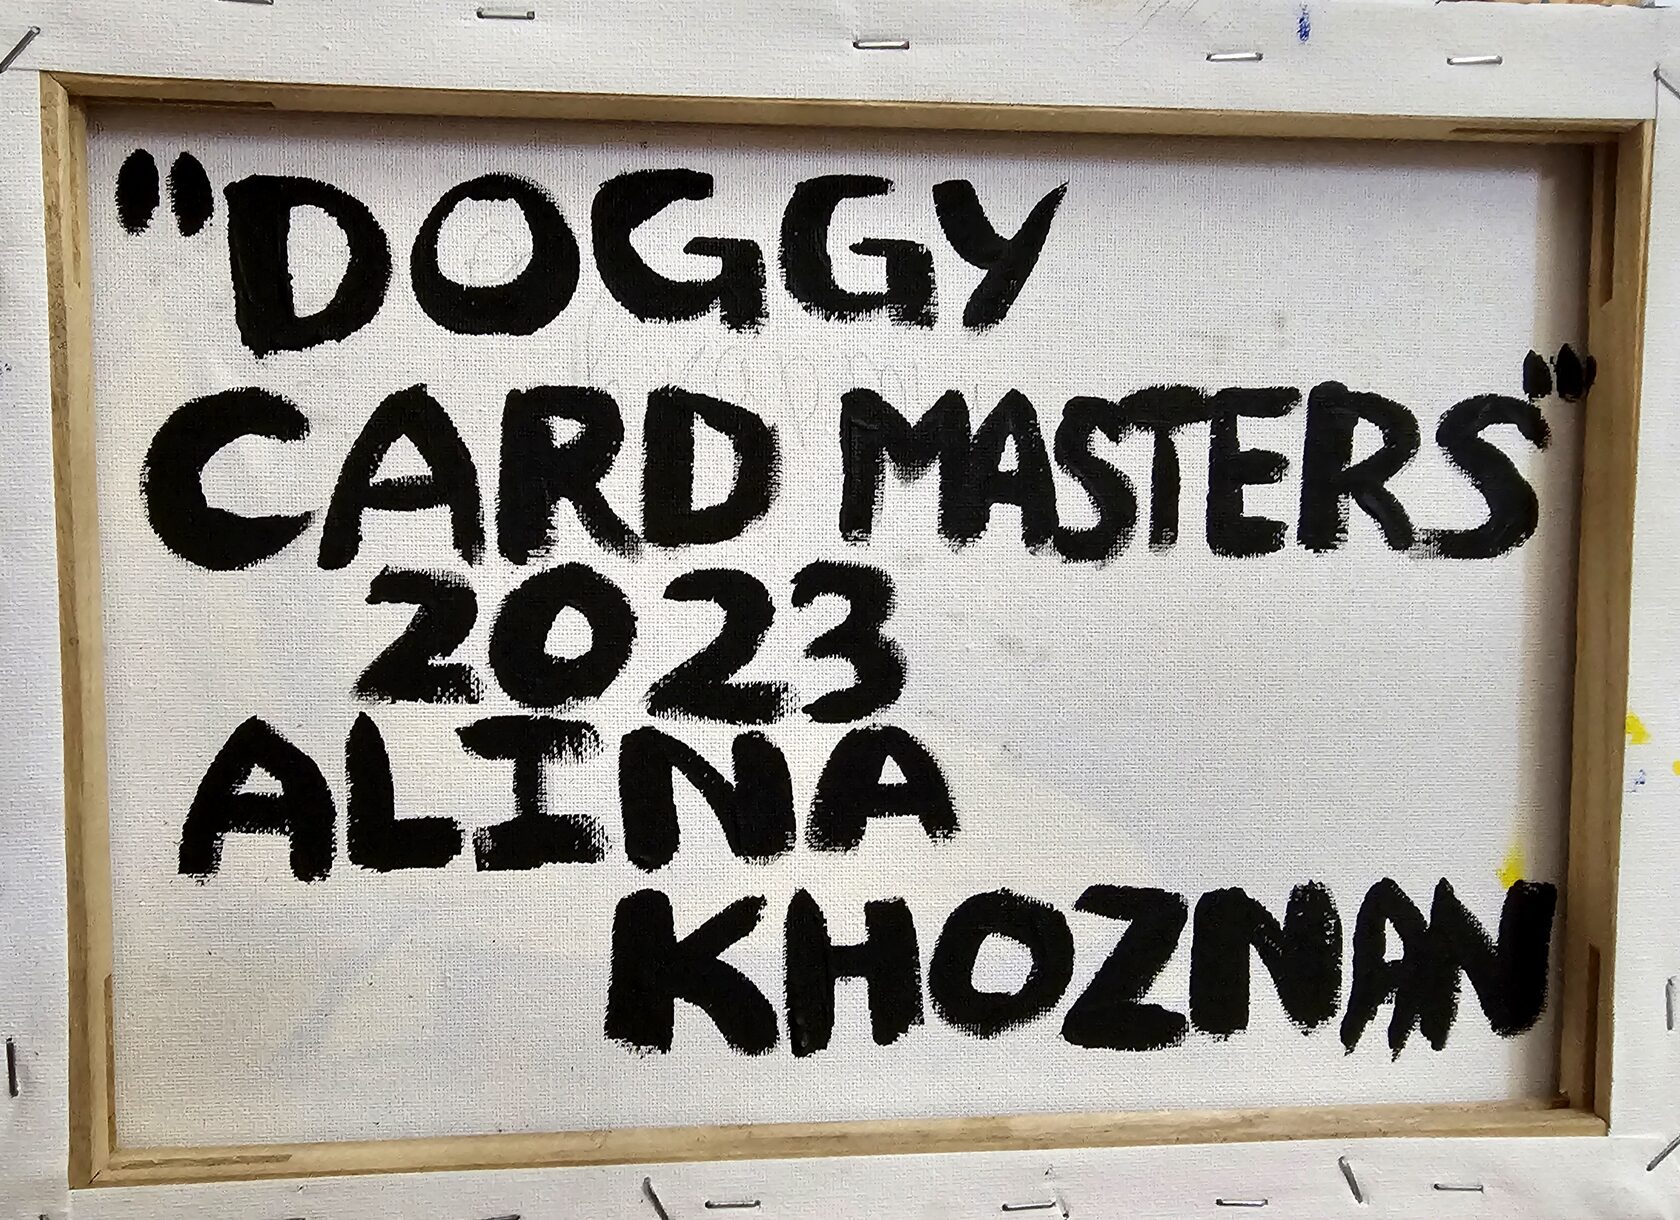 "DOGGY
CARD MASTERS"
2023
ALINA
KHOZNAN